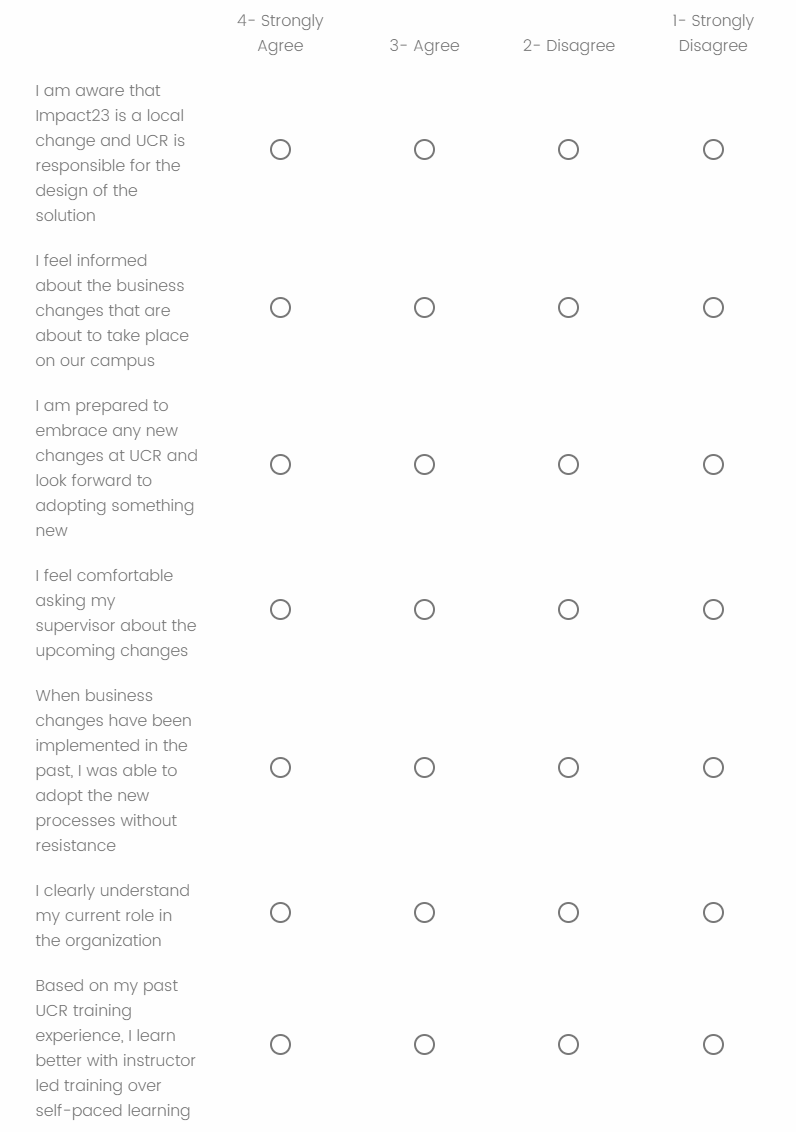 4- Strongly
Agree
3- Agree
2- Disagree
1- Strongly
Disagree
I am aware that
Impact23 is a local
change and UCR is
responsible for the
design of the
solution
I feel informed
about the business
changes that are
about to take place
on our campus
I am prepared to
embrace any new
changes at UCR and
look forward to
adopting something
new
I feel comfortable
asking my
supervisor about the
upcoming changes
When business
changes have been
implemented in the
past, I was able to
adopt the new
processes without
resistance
I clearly understand
my current role in
the organization
Based on my past
UCR training
experience, I learn
better with instructor
led training over
self-paced learning